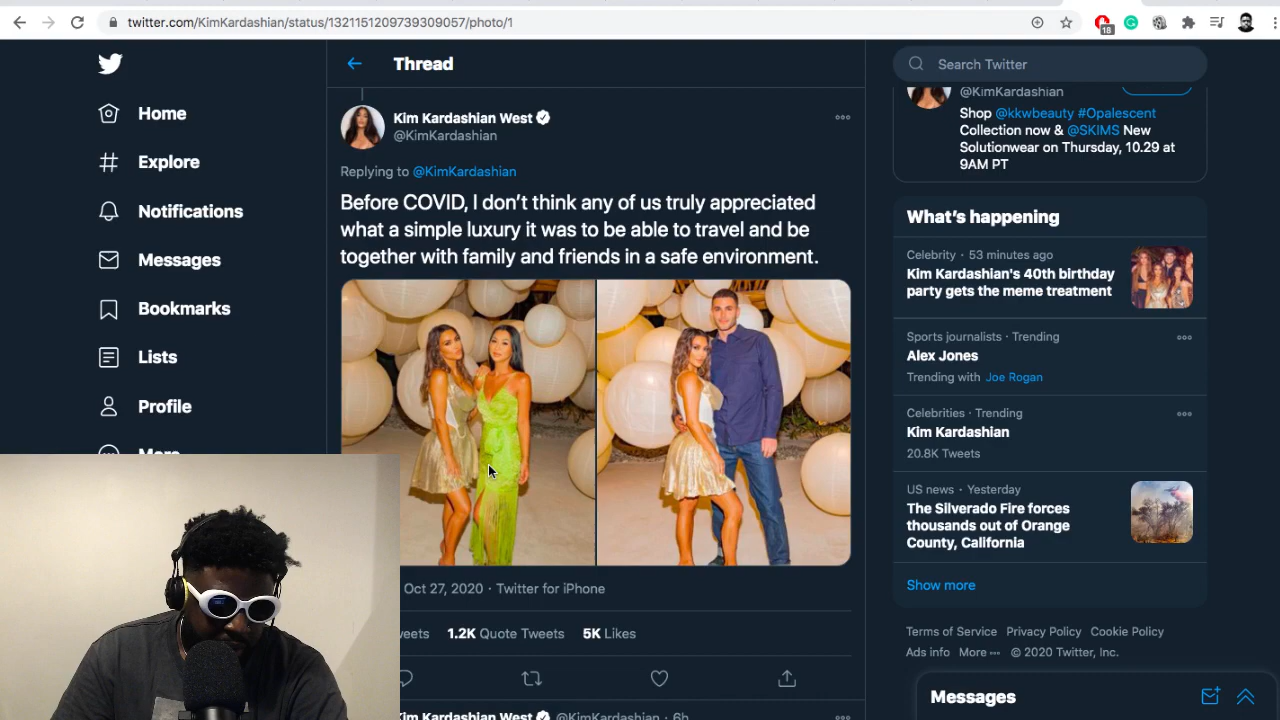 twitter.com/KimKardashian/status/1321151209739309057/photo/1
18
Home
Explore
Notifications
Messages
Bookmarks
Lists
Profile
More
Thread
Kim Kardashian West
@KimKardashian
Replying to @KimKardashian
Before COVID, I don’t think any of us truly appreciated
what a simple luxury it was to be able to travel and be
together with family and friends in a safe environment.
Oct 27, 2020 · Twitter for iPhone
1.2K Quote Tweets 5K Likes
Kim Kardashian West @KimKardashian · 6h
Search Twitter
@KimKardashian
Shop @kkwbeauty #Opalescent
Collection now & @SKIMS New
Solutionwear on Thursday, 10.29 at
9AM PT
What’s happening
Celebrity · 53 minutes ago
Kim Kardashian's 40th birthday
party gets the meme treatment
Sports journalists · Trending
Alex Jones
Trending with Joe Rogan
Celebrities · Trending
Kim Kardashian
20.8K Tweets
US news · Yesterday
The Silverado Fire forces
thousands out of Orange
County, California
Show more
Terms of Service Privacy Policy Cookie Policy
Ads info More © 2020 Twitter, Inc.
Messages